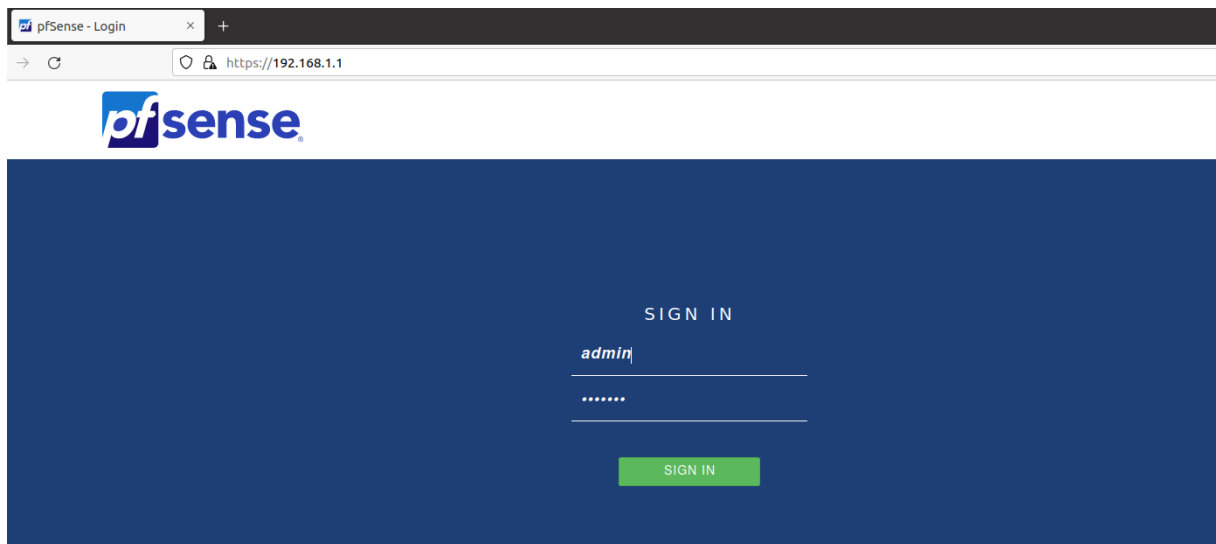 pfSense - Login
https://192.168.1.1
pfsense
SIGN IN
admin
•••••••
SIGN IN